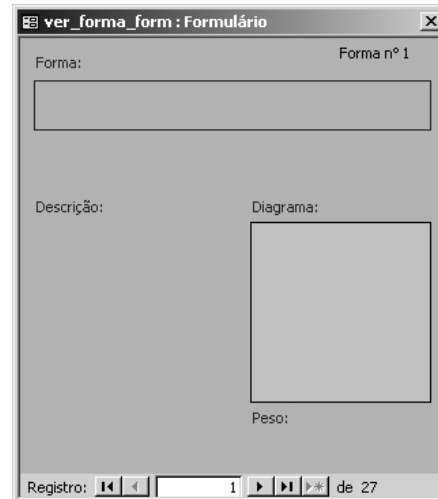 ver_forma_form : Formulário
Forma nº 1
Forma:
Descrição:
Diagrama:
Peso:
Registro: 1 de 27